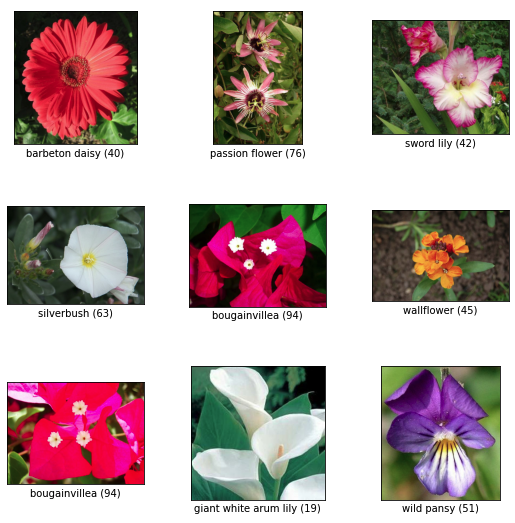 barbeton daisy (40)
passion flower (76)
sword lily (42)
silverbush (63)
bougainvillea (94)
wallflower (45)
bougainvillea (94)
giant white arum lily (19)
wild pansy (51)